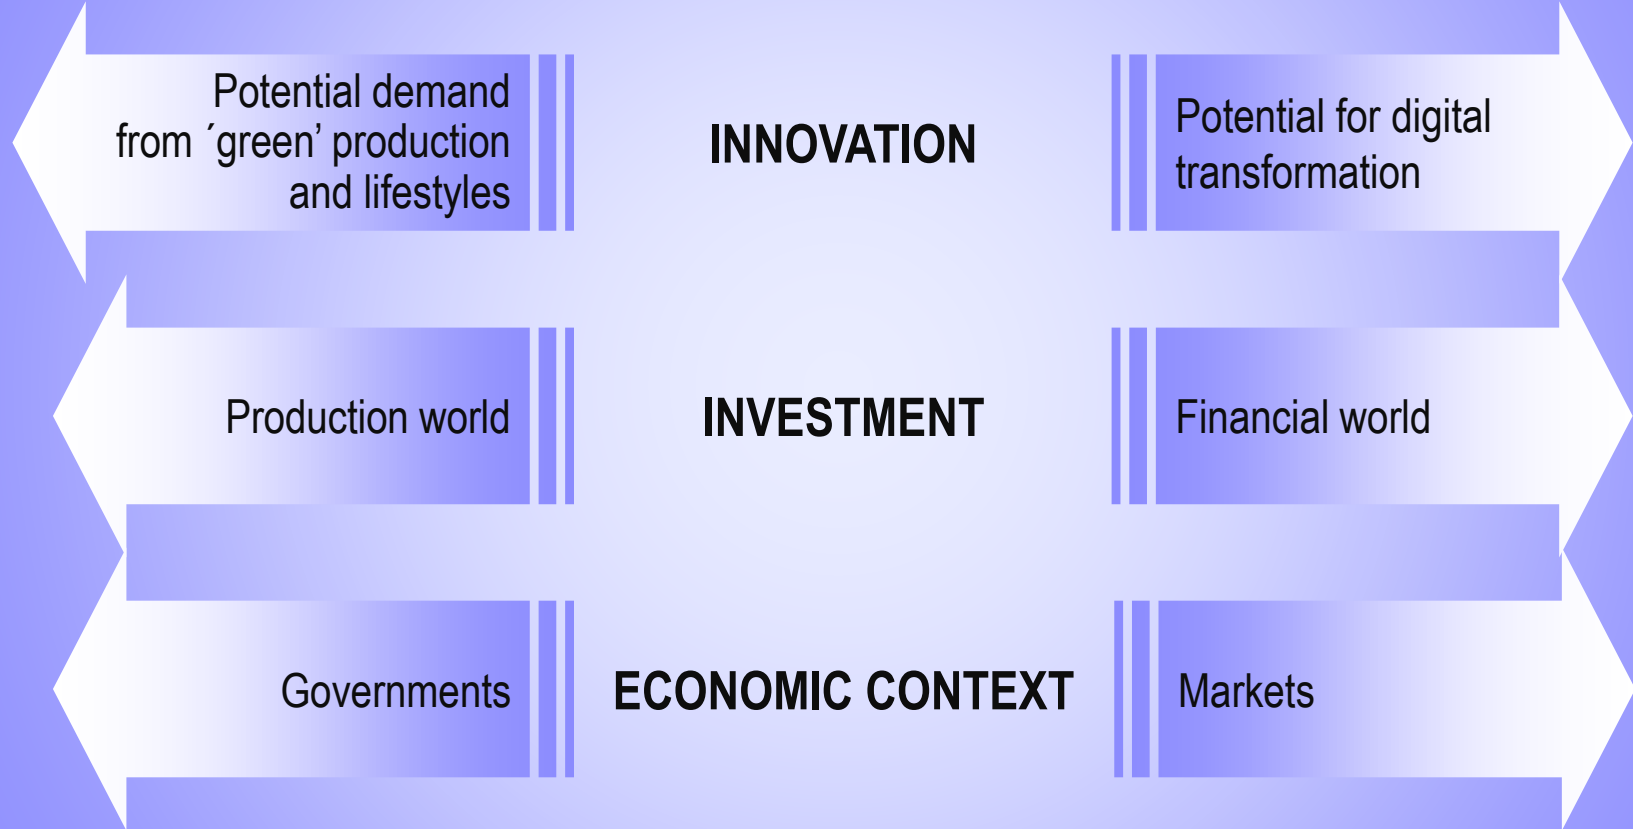 Potential demand
from ´green’ production
and lifestyles
INNOVATION
Potential for digital
transformation
Production world
INVESTMENT
Financial world
Governments
ECONOMIC CONTEXT
Markets